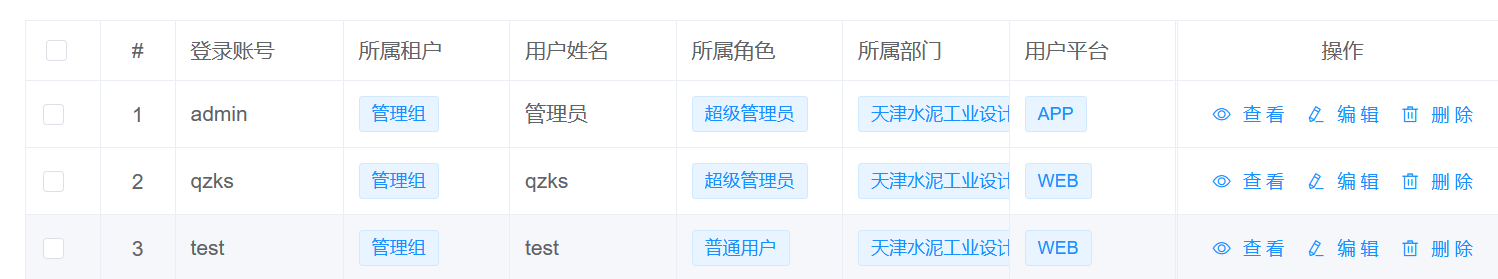 # 登录账号 所属租户 用户姓名 所属角色 所属部门 用户平台 操作
1 admin 管理组 管理员 超级管理员 天津水泥工业设计 APP 查看 编辑 删除
2 qzks 管理组 qzks 超级管理员 天津水泥工业设计 WEB 查看 编辑 删除
3 test 管理组 test 普通用户 天津水泥工业设计 WEB 查看 编辑 删除